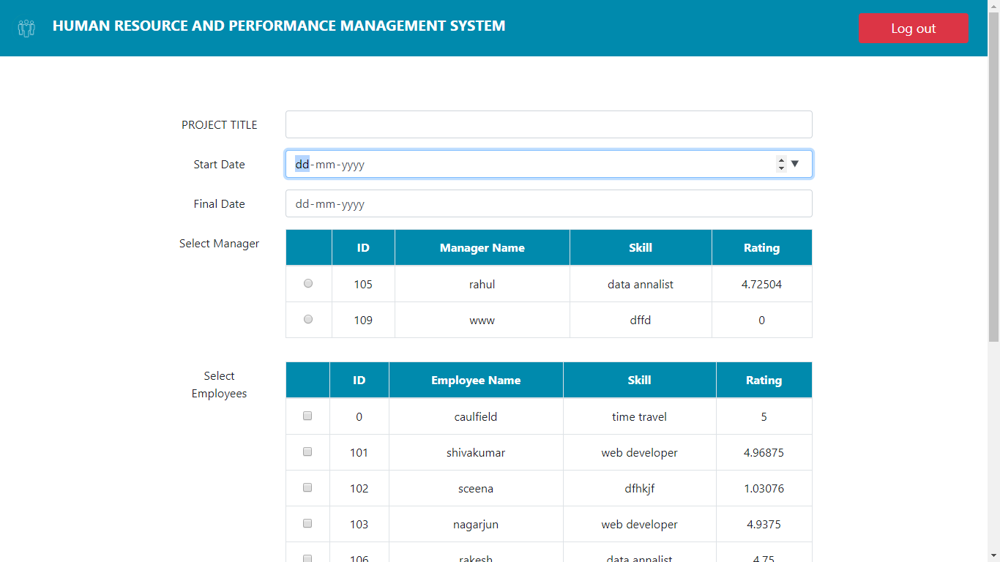 HUMAN RESOURCE AND PERFORMANCE MANAGEMENT SYSTEM
Log out
PROJECT TITLE
Start Date dd-mm-yyyy
Final Date dd-mm-yyyy
Select Manager
ID Manager Name Skill Rating
105 rahul data annalist 4.72504
109 www dffd 0
Select
Employees
ID Employee Name Skill Rating
0 caulfield time travel 5
101 shivakumar web developer 4.96875
102 sceena dfhkjf 1.03076
103 nagarjun web developer 4.9375
106 rakesh data annalist 4.75